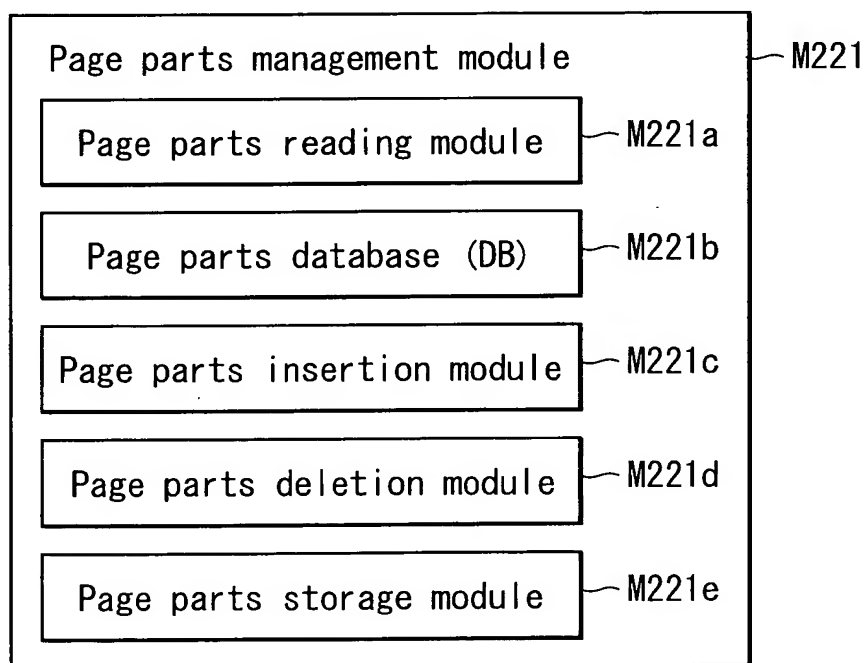 Page parts management module M221
Page parts reading module M221a
Page parts database (DB) M221b
Page parts insertion module M221c
Page parts deletion module M221d
Page parts storage module M221e